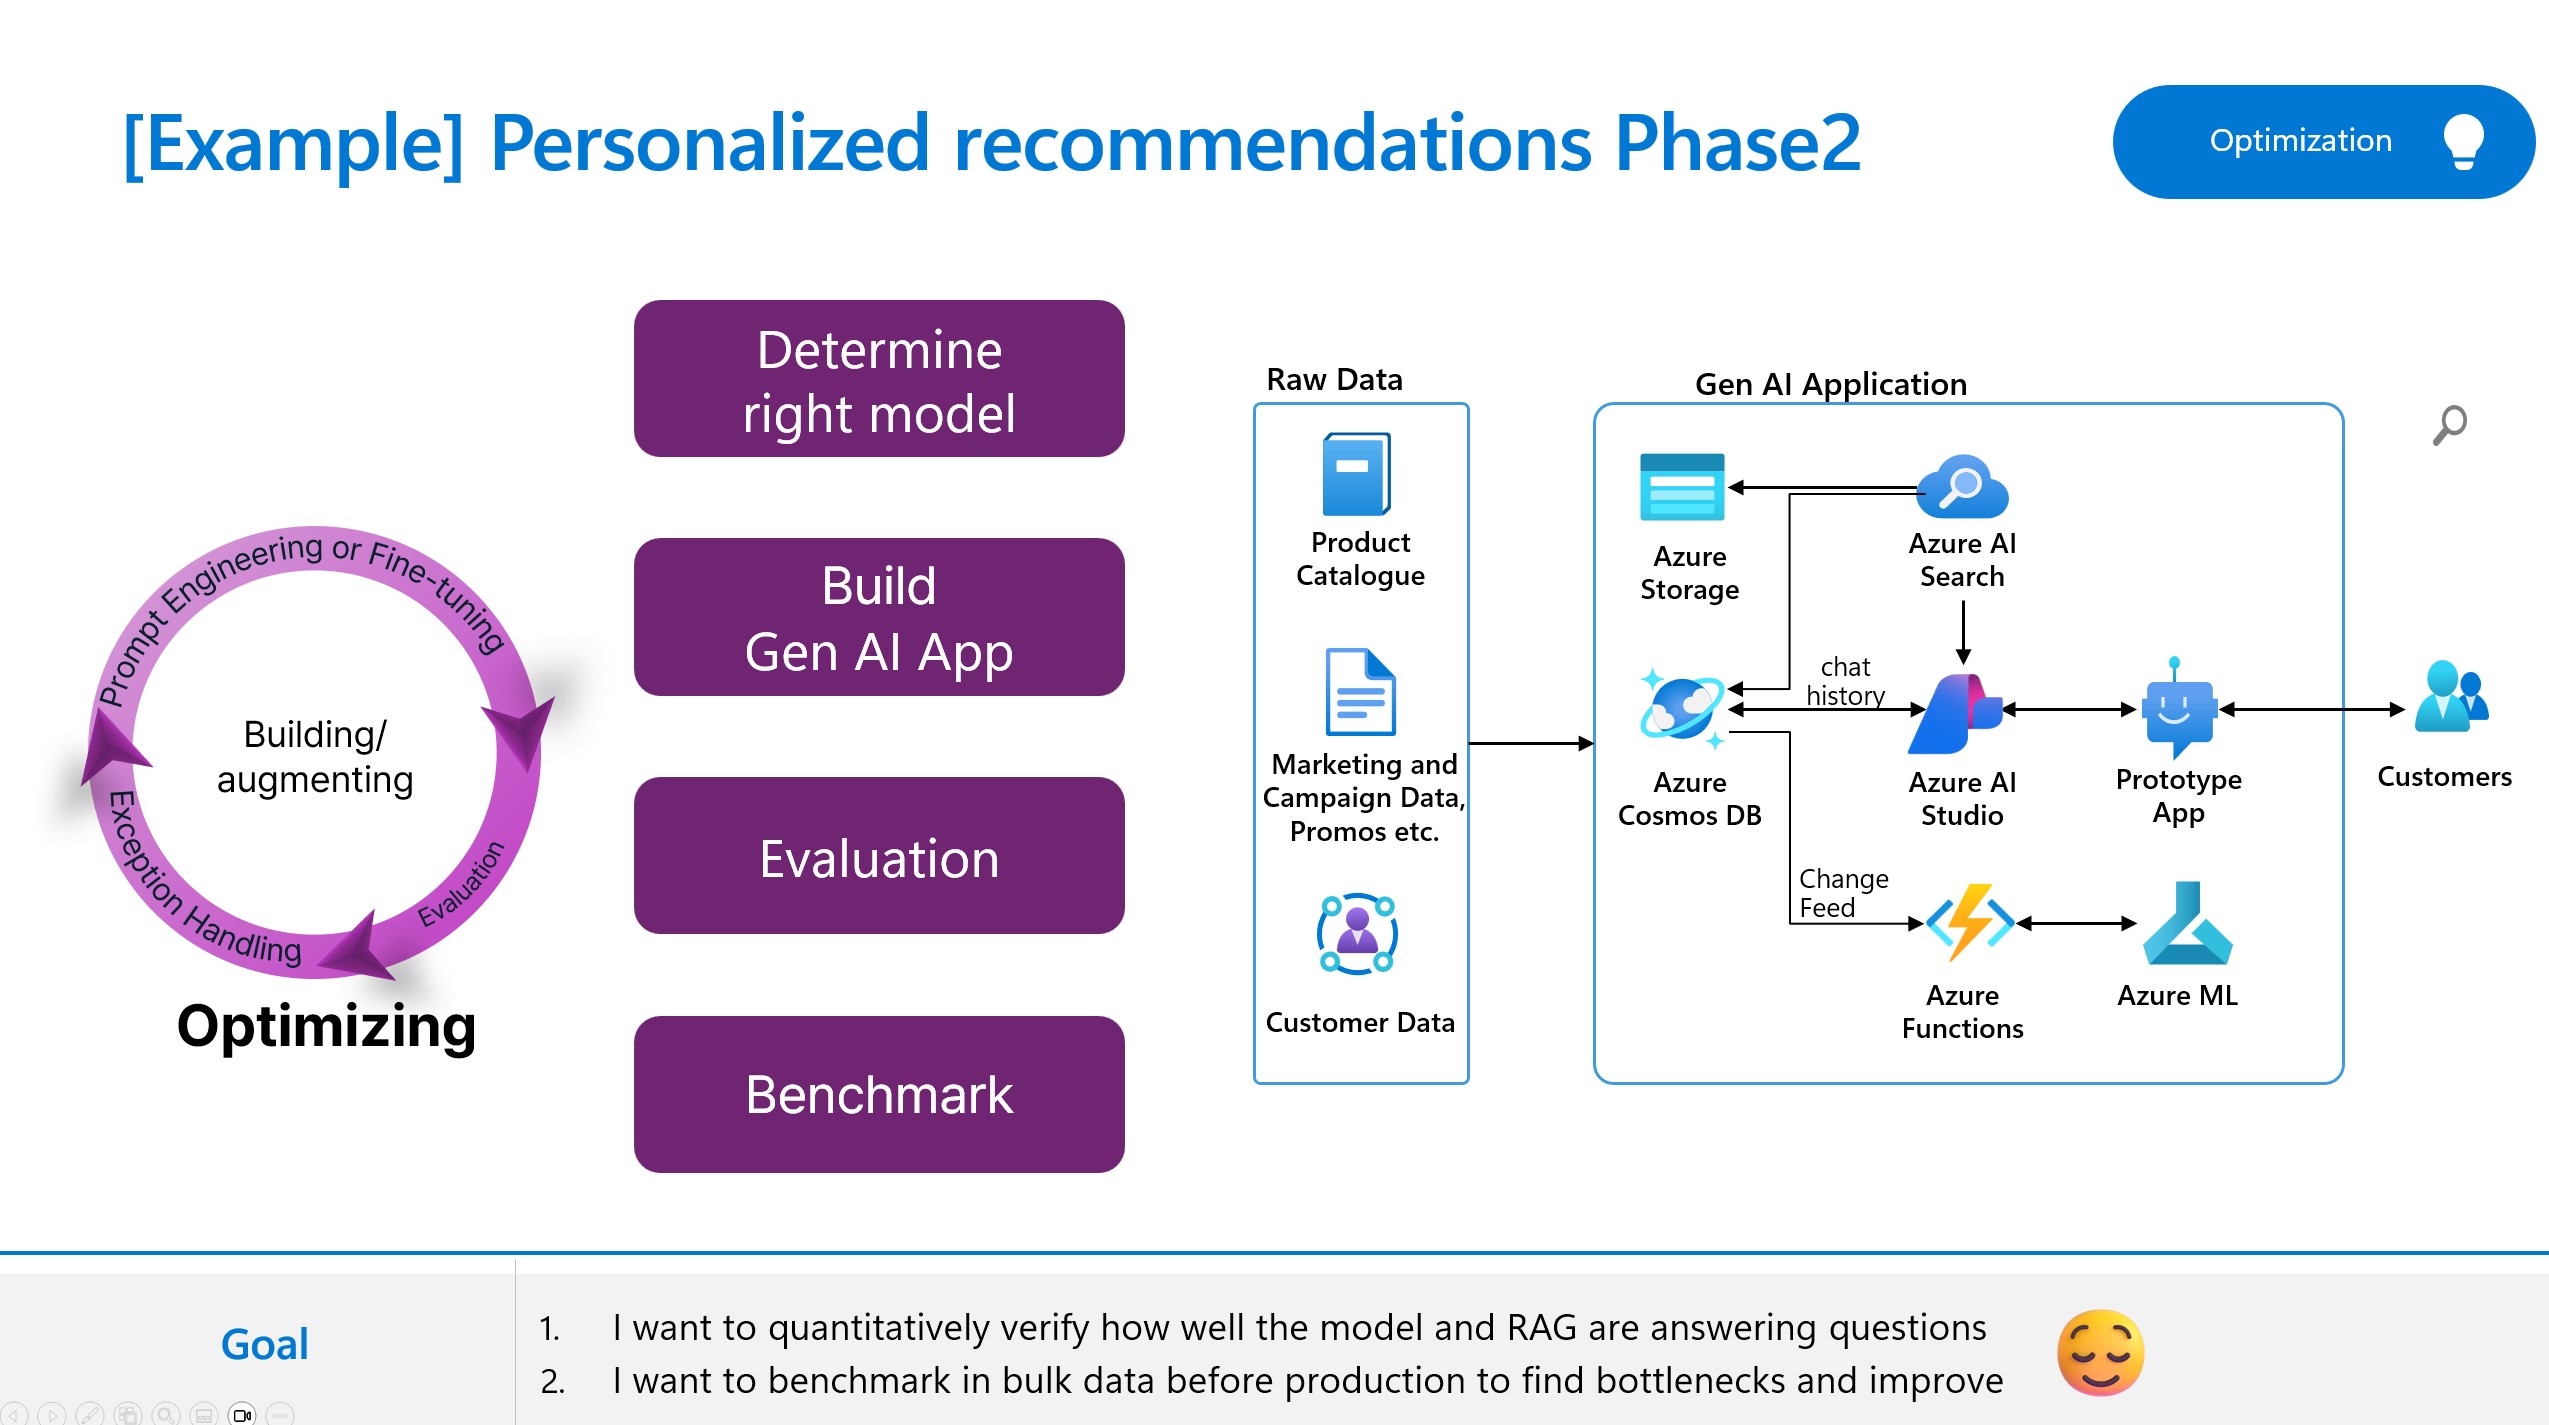 [Example] Personalized recommendations Phase2
Optimization
Prompt Engineering or Fine-tuning
Evaluation
Exception Handling
Building/
augmenting
Optimizing
Determine
right model
Build
Gen AI App
Evaluation
Benchmark
Raw Data
Product
Catalogue
Marketing and
Campaign Data,
Promos etc.
Customer Data
Gen AI Application
Azure
Storage
Azure AI
Search
chat
history
Azure
Cosmos DB
Azure AI
Studio
Prototype
App
Customers
Change
Feed
Azure
Functions
Azure ML
Goal
1. I want to quantitatively verify how well the model and RAG are answering questions
2. I want to benchmark in bulk data before production to find bottlenecks and improve